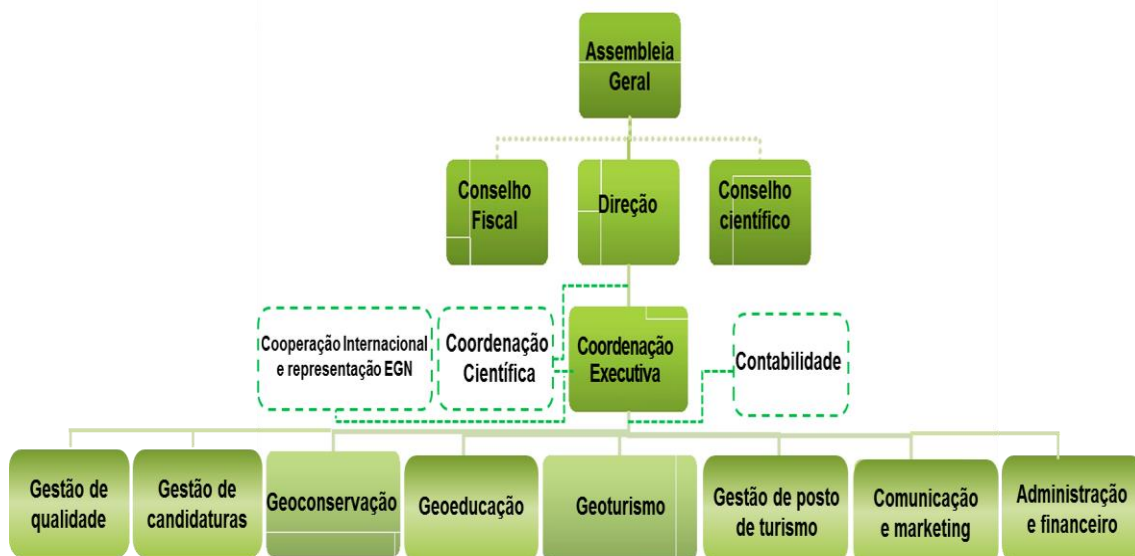 Assembleia
Geral
Conselho
Fiscal
Direção
Conselho
científico
Cooperação Internacional
e representação EGN
Coordenação
Científica
Coordenação
Executiva
Contabilidade
Gestão de
qualidade
Gestão de
candidaturas
Geoconservação
Geoeducação
Geoturismo
Gestão de posto
de turismo
Comunicação
e marketing
Administração
e financeiro